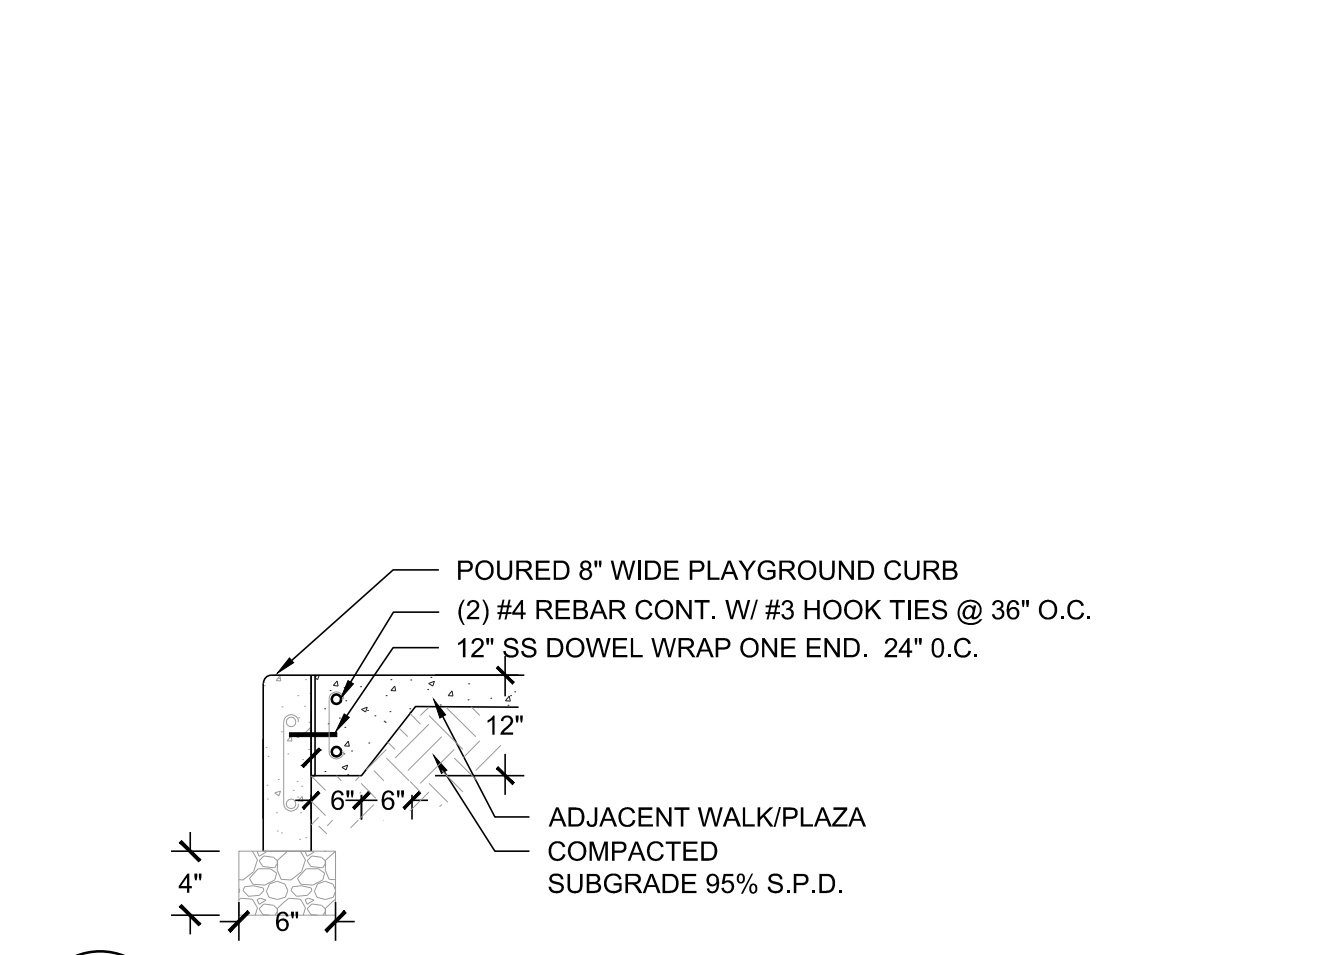 POURED 8" WIDE PLAYGROUND CURB
(2) #4 REBAR CONT. W/ #3 HOOK TIES @ 36" O.C.
12" SS DOWEL WRAP ONE END. 24" 0.C.
12"
6" 6"
ADJACENT WALK/PLAZA
COMPACTED
SUBGRADE 95% S.P.D.
4"
6"